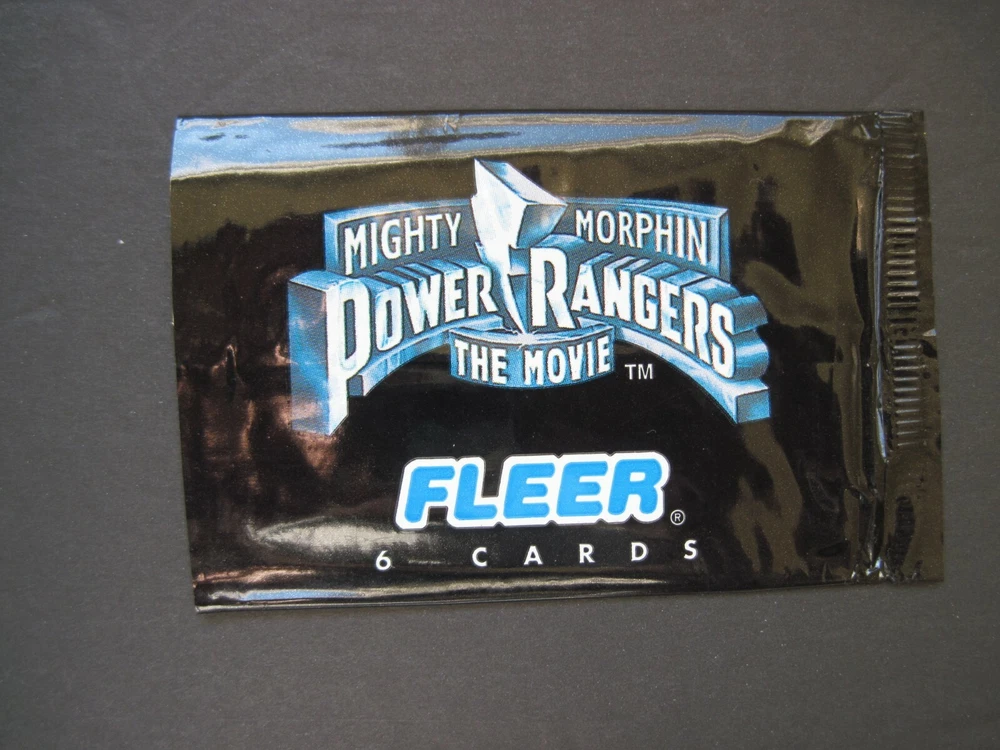 MIGHTY MORPHIN
POWER RANGERS
THE MOVIE TM
FLEER ®
6 CARDS